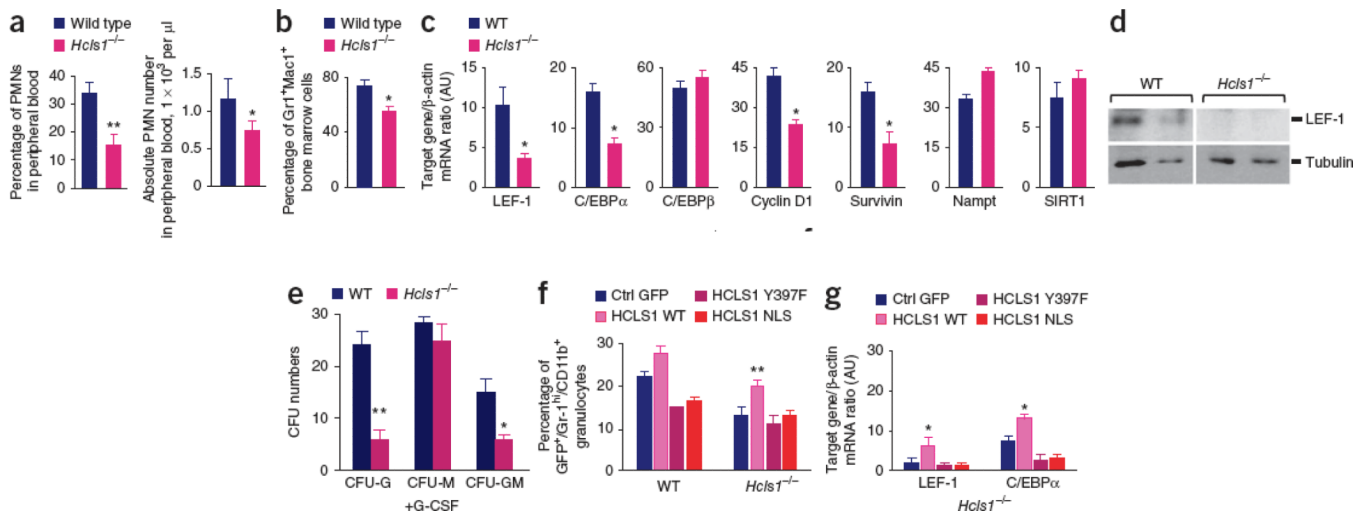 a
Wild type
Hcls1–/–
Percentage of PMNs
in peripheral blood
40
30
20
10
0
**
Absolute PMN number
in peripheral blood, 1 × 10³ per µl
1.5
1.0
0.5
0
*
b
Wild type
Hcls1–/–
Percentage of Gr1+Mac1+
bone marrow cells
80
40
0
*
c
WT
Hcls1–/–
Target gene/β-actin
mRNA ratio (AU)
15
10
5
0
*
LEF-1
20
10
0
*
C/EBPα
60
30
0
C/EBPβ
45
30
15
0
*
Cyclin D1
20
10
0
*
Survivin
45
30
15
0
Nampt
10
5
0
SIRT1
d
WT
Hcls1–/–
LEF-1
Tubulin
e
WT
Hcls1–/–
CFU numbers
30
20
10
0
**
*
CFU-G
CFU-M
CFU-GM
+G-CSF
f
Ctrl GFP
HCLS1 Y397F
HCLS1 WT
HCLS1 NLS
Percentage of
GFP+/Gr-1hi/CD11b+
granulocytes
30
20
10
0
**
WT
Hcls1–/–
g
Ctrl GFP
HCLS1 Y397F
HCLS1 WT
HCLS1 NLS
Target gene/β-actin
mRNA ratio (AU)
30
20
10
0
*
*
LEF-1
C/EBPα
Hcls1–/–